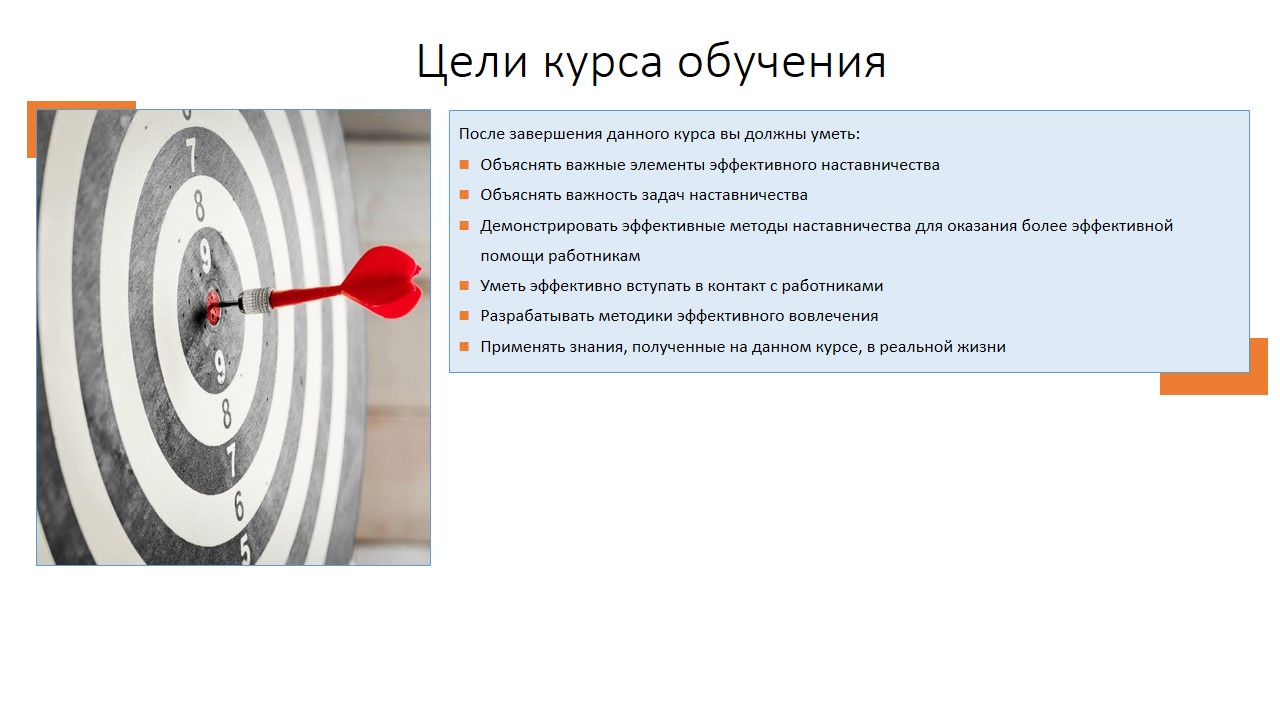 Цели курса обучения
После завершения данного курса вы должны уметь:
Объяснять важные элементы эффективного наставничества
Объяснять важность задач наставничества
Демонстрировать эффективные методы наставничества для оказания более эффективной
помощи работникам
Уметь эффективно вступать в контакт с работниками
Разрабатывать методики эффективного вовлечения
Применять знания, полученные на данном курсе, в реальной жизни
7
8
9
9
8
7
6
5